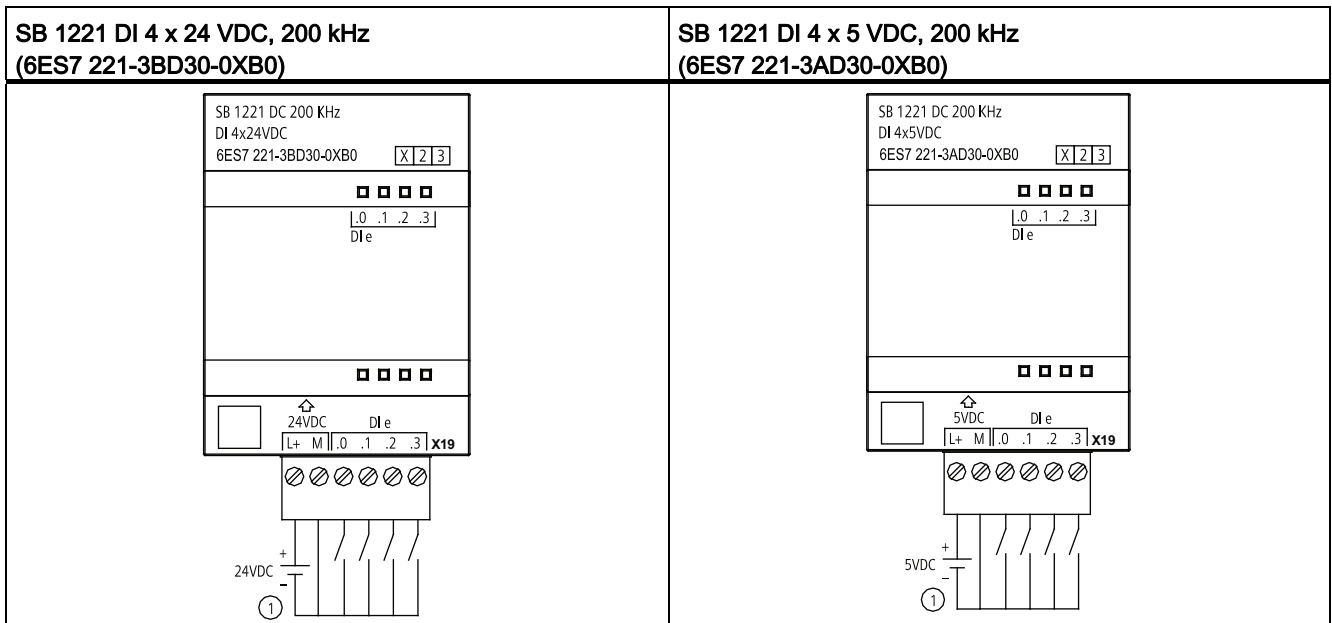 SB 1221 DI 4 x 24 VDC, 200 kHz
(6ES7 221-3BD30-0XB0)
SB 1221 DC 200 KHz
DI 4x24VDC
6ES7 221-3BD30-0XB0 X 2 3
.0 .1 .2 .3
DI e
24VDC DI e
L+ M .0 .1 .2 .3 X19
+
24VDC
–
1
SB 1221 DI 4 x 5 VDC, 200 kHz
(6ES7 221-3AD30-0XB0)
SB 1221 DC 200 KHz
DI 4x5VDC
6ES7 221-3AD30-0XB0 X 2 3
.0 .1 .2 .3
DI e
5VDC DI e
L+ M .0 .1 .2 .3 X19
+
5VDC
–
1